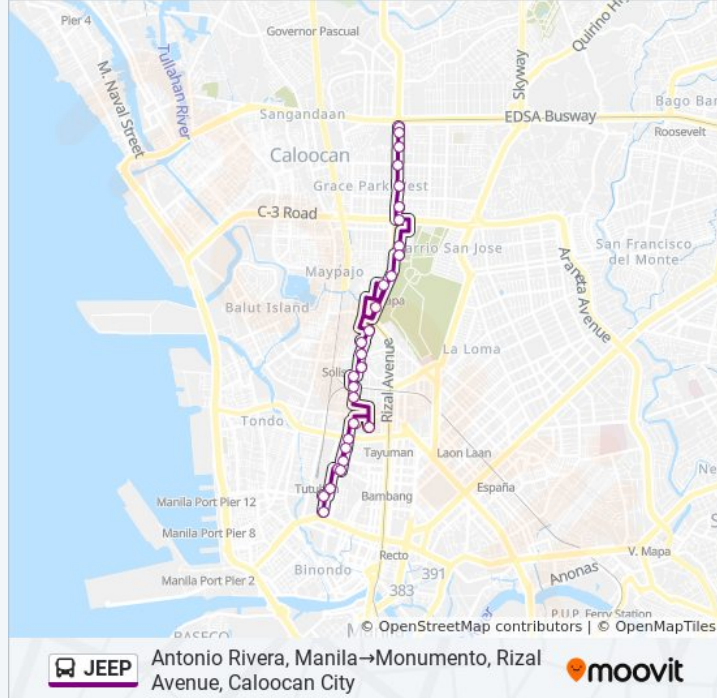 Pier 4
Governor Pascual
Skyway
Quirino H
Tullahan River
M. Naval Street
Sangandaan
EDSA Busway
Bago Ban
Roosevelt
Caloocan
Grace Park West
C-3 Road
Barrio San Jose
San Francisco
del Monte
Araneta Avenue
Maypajo
Balut Island
La Loma
Rizal Avenue
Solis
Tondo
Tayuman
Laon Laan
Tutuban
España
Manila Port Pier 12
Bambang
Manila Port Pier 8
Recto
V. Mapa
Binondo
391
Anonas
Manila Port Pier 2
383
P.U.P. Ferry Station
BASECO
© OpenStreetMap contributors | © OpenMapTiles
JEEP
Antonio Rivera, Manila→Monumento, Rizal
Avenue, Caloocan City
moovit